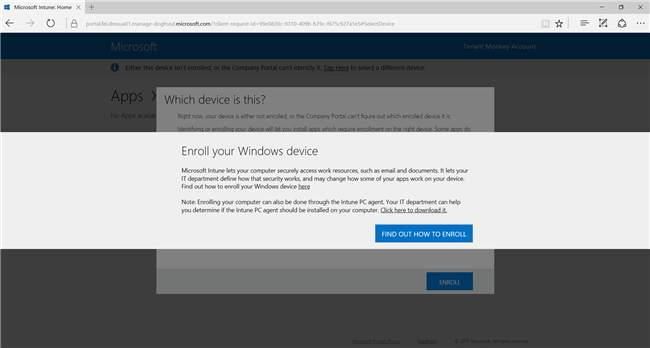 Microsoft Intune: Home
portal.fei.dmsua01.manage-dogfood.microsoft.com/?client-request-id=99e9839c-9310-409b-b79c-f675c927a1e5#SelectDevice
Microsoft
Tenant Monkey Account
Either this device isn't enrolled, or the Company Portal can't identify it. Tap Here to select a different device.
Apps
No Apps availa
Which device is this?
Right now, your device is either not enrolled, or the Company Portal can't figure out which enrolled device it is.
Identifying or enrolling your device will let you install apps which require enrollment on the right device. Some apps do
Enroll your Windows device
Microsoft Intune lets your computer securely access work resources, such as email and documents. It lets your
IT department define how that security works, and may change how some of your apps work on your device.
Find out how to enroll your Windows device here
Note: Enrolling your computer can also be done through the Intune PC agent. Your IT department can help
you determine if the Intune PC agent should be installed on your computer. Click here to download it.
FIND OUT HOW TO ENROLL
ENROLL
Microsoft Privacy Policy
Feedback
© 2017, Microsoft. All rights reserved.